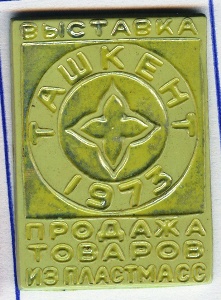 ВЫСТАВКА
ТАШКЕНТ
1973
ПРОДАЖА
ТОВАРОВ
ИЗ ПЛАСТМАСС